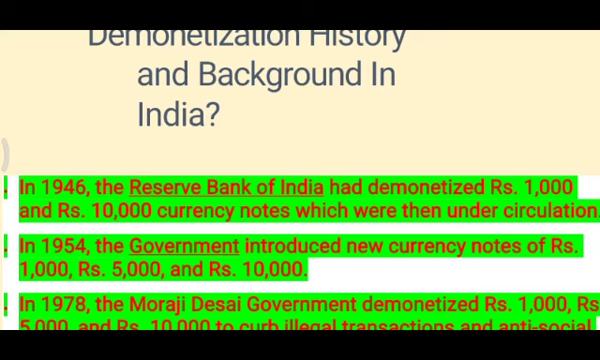 Demonetization History
and Background In
India?
. In 1946, the Reserve Bank of India had demonetized Rs. 1,000
and Rs. 10,000 currency notes which were then under circulation.
. In 1954, the Government introduced new currency notes of Rs.
1,000, Rs. 5,000, and Rs. 10,000.
. In 1978, the Moraji Desai Government demonetized Rs. 1,000, Rs
5,000, and Rs. 10,000 to curb illegal transactions and anti-social